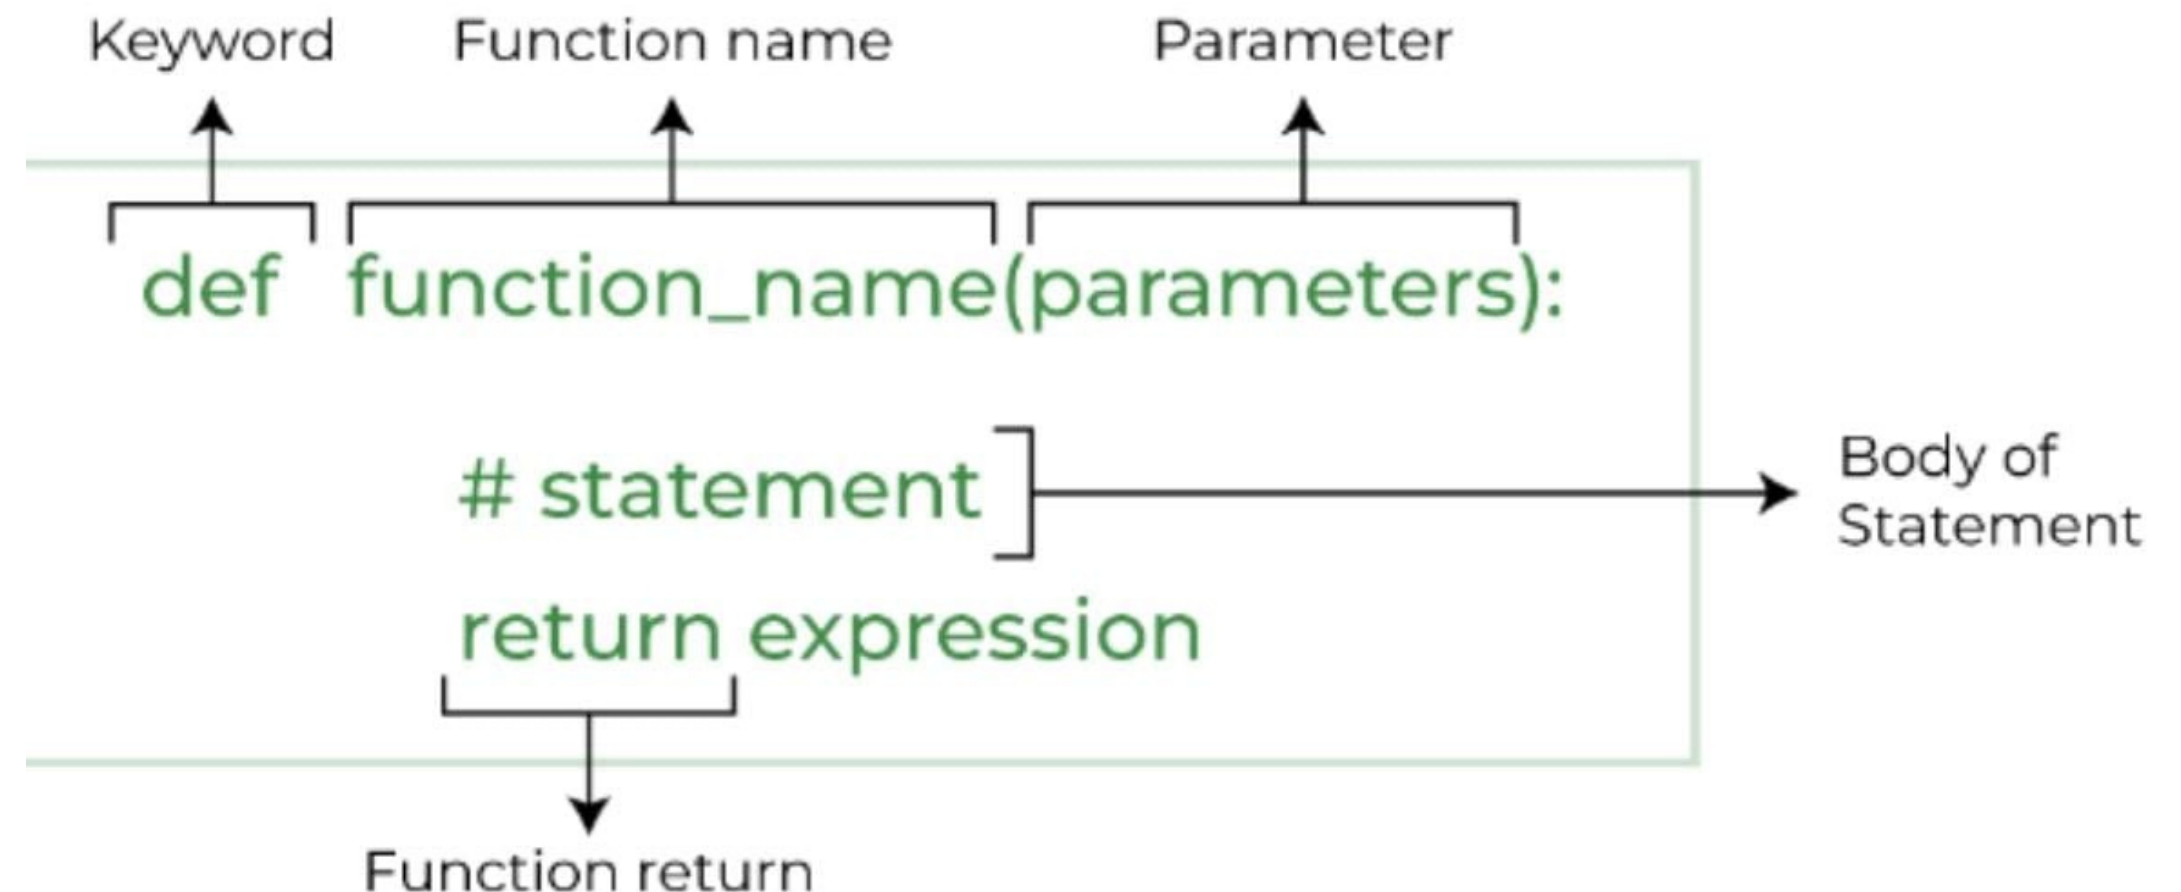 Keyword Function name Parameter
def function_name(parameters):
# statement
Body of
Statement
return expression
Function return